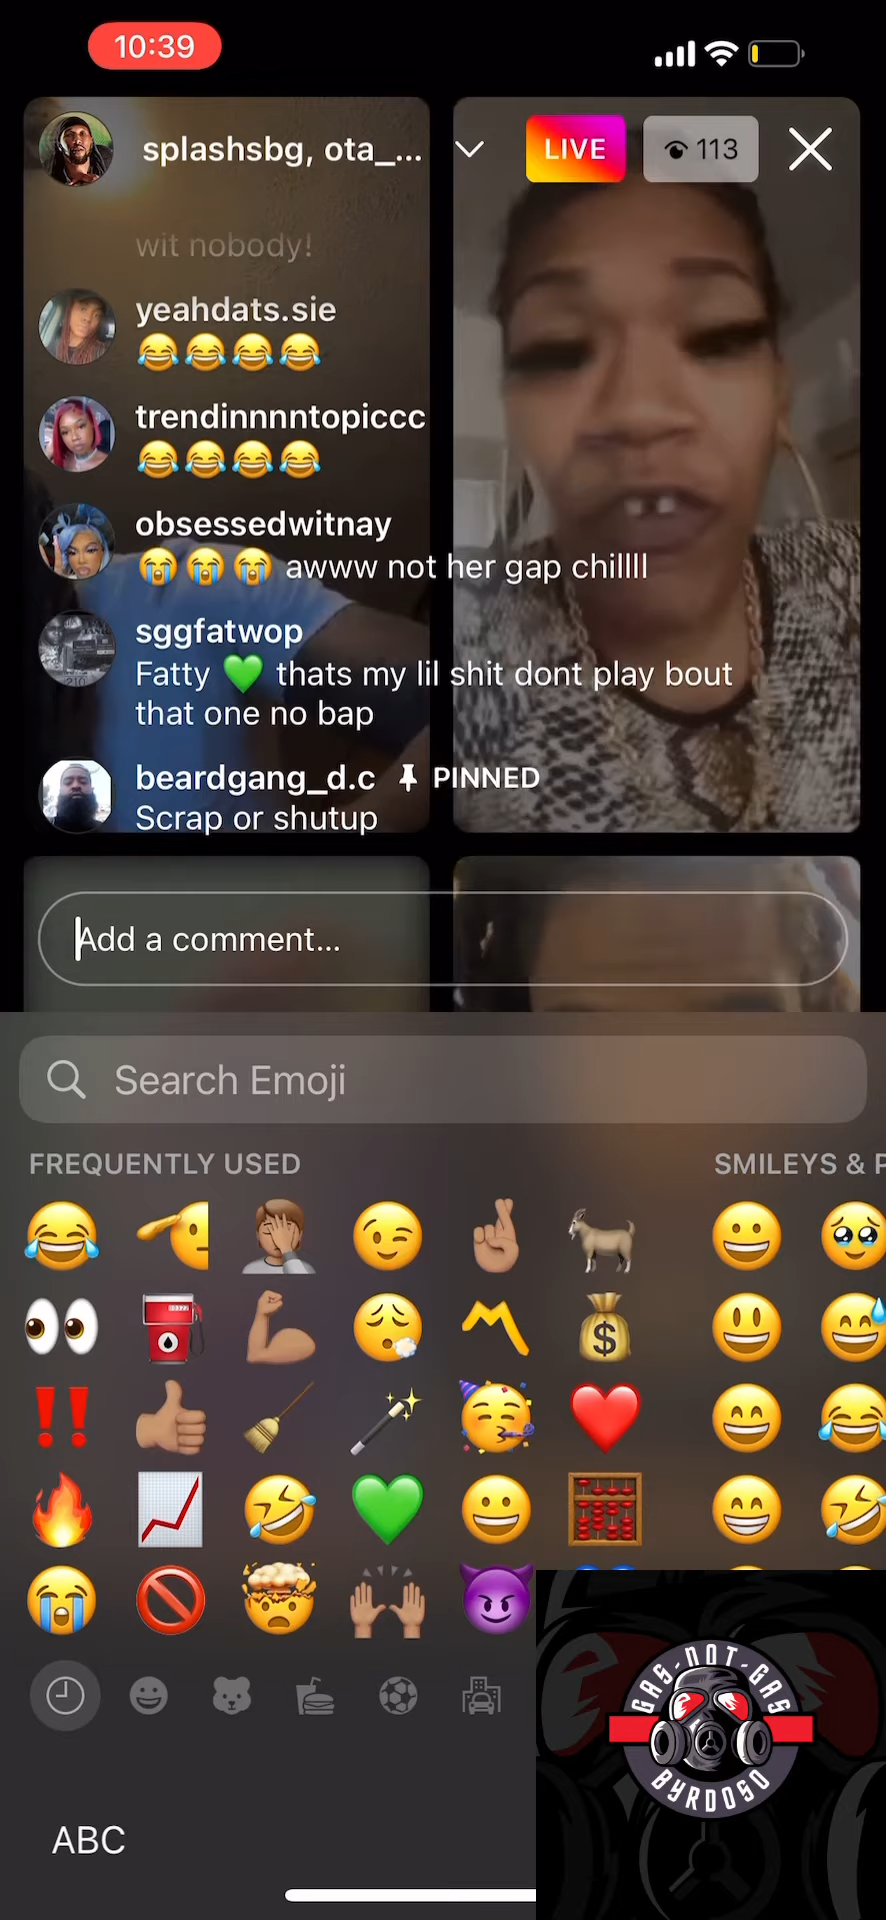 10:39
splashsbg, ota_...
LIVE
113
wit nobody!
yeahdats.sie
😂😂😂😂
trendinnnntopiccc
😂😂😂😂
obsessedwitnay
😭😭😭 awww not her gap chillll
sggfatwop
Fatty 💚 thats my lil shit dont play bout
that one no bap
beardgang_d.c PINNED
Scrap or shutup
Add a comment...
Search Emoji
FREQUENTLY USED
SMILEYS & P
GAS-NOT-GAS
BYRDOSO
ABC